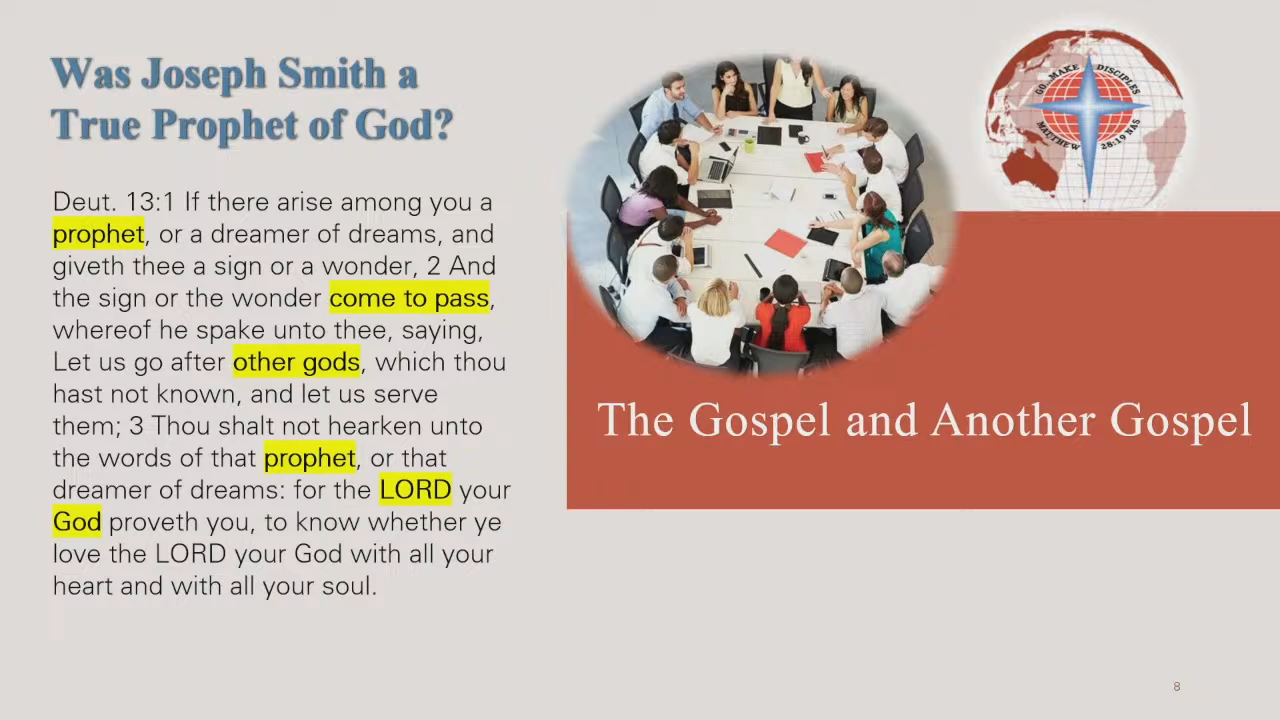 Was Joseph Smith a
True Prophet of God?
Deut. 13:1 If there arise among you a
prophet, or a dreamer of dreams, and
giveth thee a sign or a wonder, 2 And
the sign or the wonder come to pass,
whereof he spake unto thee, saying,
Let us go after other gods, which thou
hast not known, and let us serve
them; 3 Thou shalt not hearken unto
the words of that prophet, or that
dreamer of dreams: for the LORD your
God proveth you, to know whether ye
love the LORD your God with all your
heart and with all your soul.
GO...MAKE DISCIPLES
MATTHEW 28:19 NAS
The Gospel and Another Gospel
8